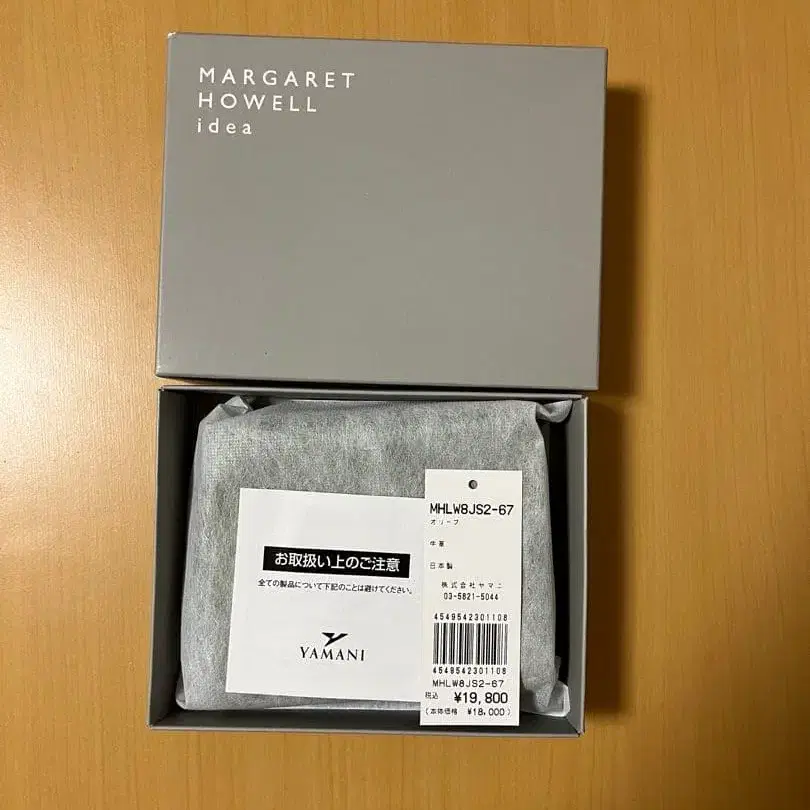 MARGARET
HOWELL
idea
お取扱い上のご注意
全ての製品について下記のことは避けてください。
YAMANI
MHLW8JS2-67
オリーブ
牛革
日本製
株式会社ヤマニ
03-5821-5044
4549542301108
4549542301108
MHLW8JS2-67
税込 ¥19,800
(本体価格 ¥18,000)